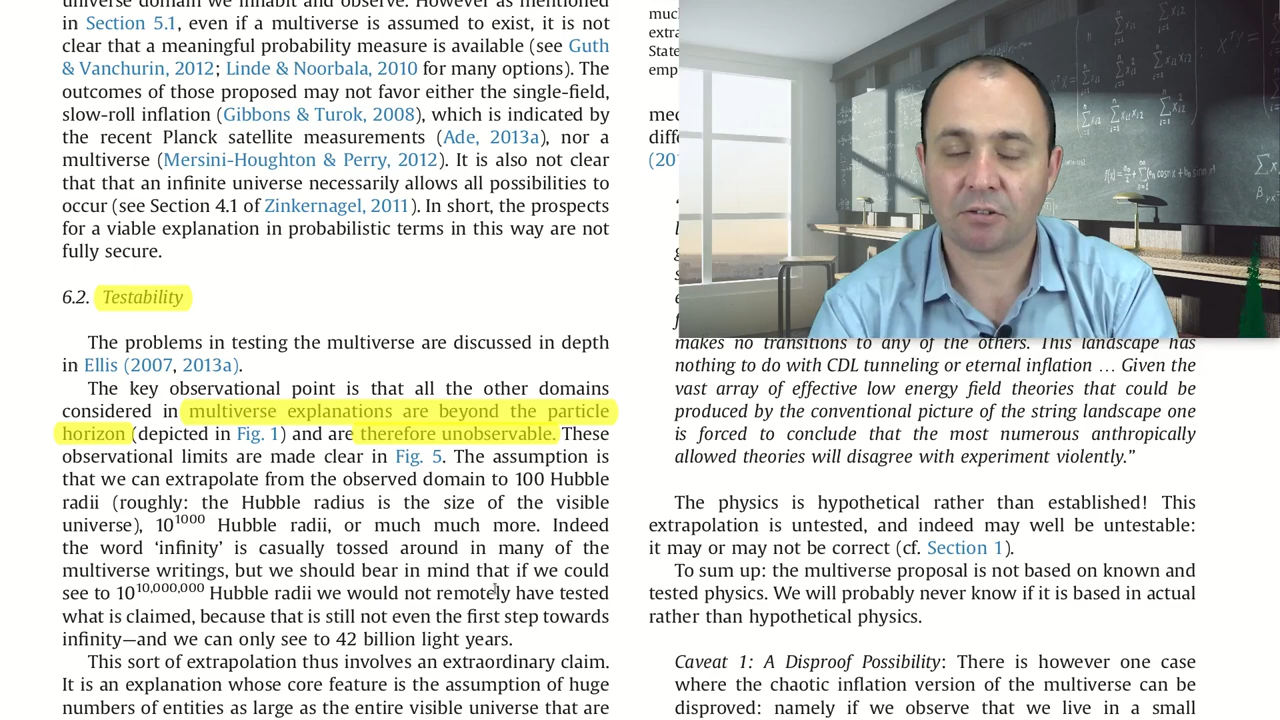 universe domain we inhabit and observe. However as mentioned
in Section 5.1, even if a multiverse is assumed to exist, it is not
clear that a meaningful probability measure is available (see Guth
& Vanchurin, 2012; Linde & Noorbala, 2010 for many options). The
outcomes of those proposed may not favor either the single-field,
slow-roll inflation (Gibbons & Turok, 2008), which is indicated by
the recent Planck satellite measurements (Ade, 2013a), nor a
multiverse (Mersini-Houghton & Perry, 2012). It is also not clear
that that an infinite universe necessarily allows all possibilities to
occur (see Section 4.1 of Zinkernagel, 2011). In short, the prospects
for a viable explanation in probabilistic terms in this way are not
fully secure.
6.2. Testability
The problems in testing the multiverse are discussed in depth
in Ellis (2007, 2013a).
The key observational point is that all the other domains
considered in multiverse explanations are beyond the particle
horizon (depicted in Fig. 1) and are therefore unobservable. These
observational limits are made clear in Fig. 5. The assumption is
that we can extrapolate from the observed domain to 100 Hubble
radii (roughly: the Hubble radius is the size of the visible
universe), 10^1000 Hubble radii, or much much more. Indeed
the word ‘infinity’ is casually tossed around in many of the
multiverse writings, but we should bear in mind that if we could
see to 10^10,000,000 Hubble radii we would not remotely have tested
what is claimed, because that is still not even the first step towards
infinity—and we can only see to 42 billion light years.
This sort of extrapolation thus involves an extraordinary claim.
It is an explanation whose core feature is the assumption of huge
numbers of entities as large as the entire visible universe that are
muc
extra
State
emp
med
diffe
(201
makes no transitions to any of the others. This landscape has
nothing to do with CDL tunneling or eternal inflation … Given the
vast array of effective low energy field theories that could be
produced by the conventional picture of the string landscape one
is forced to conclude that the most numerous anthropically
allowed theories will disagree with experiment violently.”
The physics is hypothetical rather than established! This
extrapolation is untested, and indeed may well be untestable:
it may or may not be correct (cf. Section 1).
To sum up: the multiverse proposal is not based on known and
tested physics. We will probably never know if it is based in actual
rather than hypothetical physics.
Caveat 1: A Disproof Possibility: There is however one case
where the chaotic inflation version of the multiverse can be
disproved: namely if we observe that we live in a small